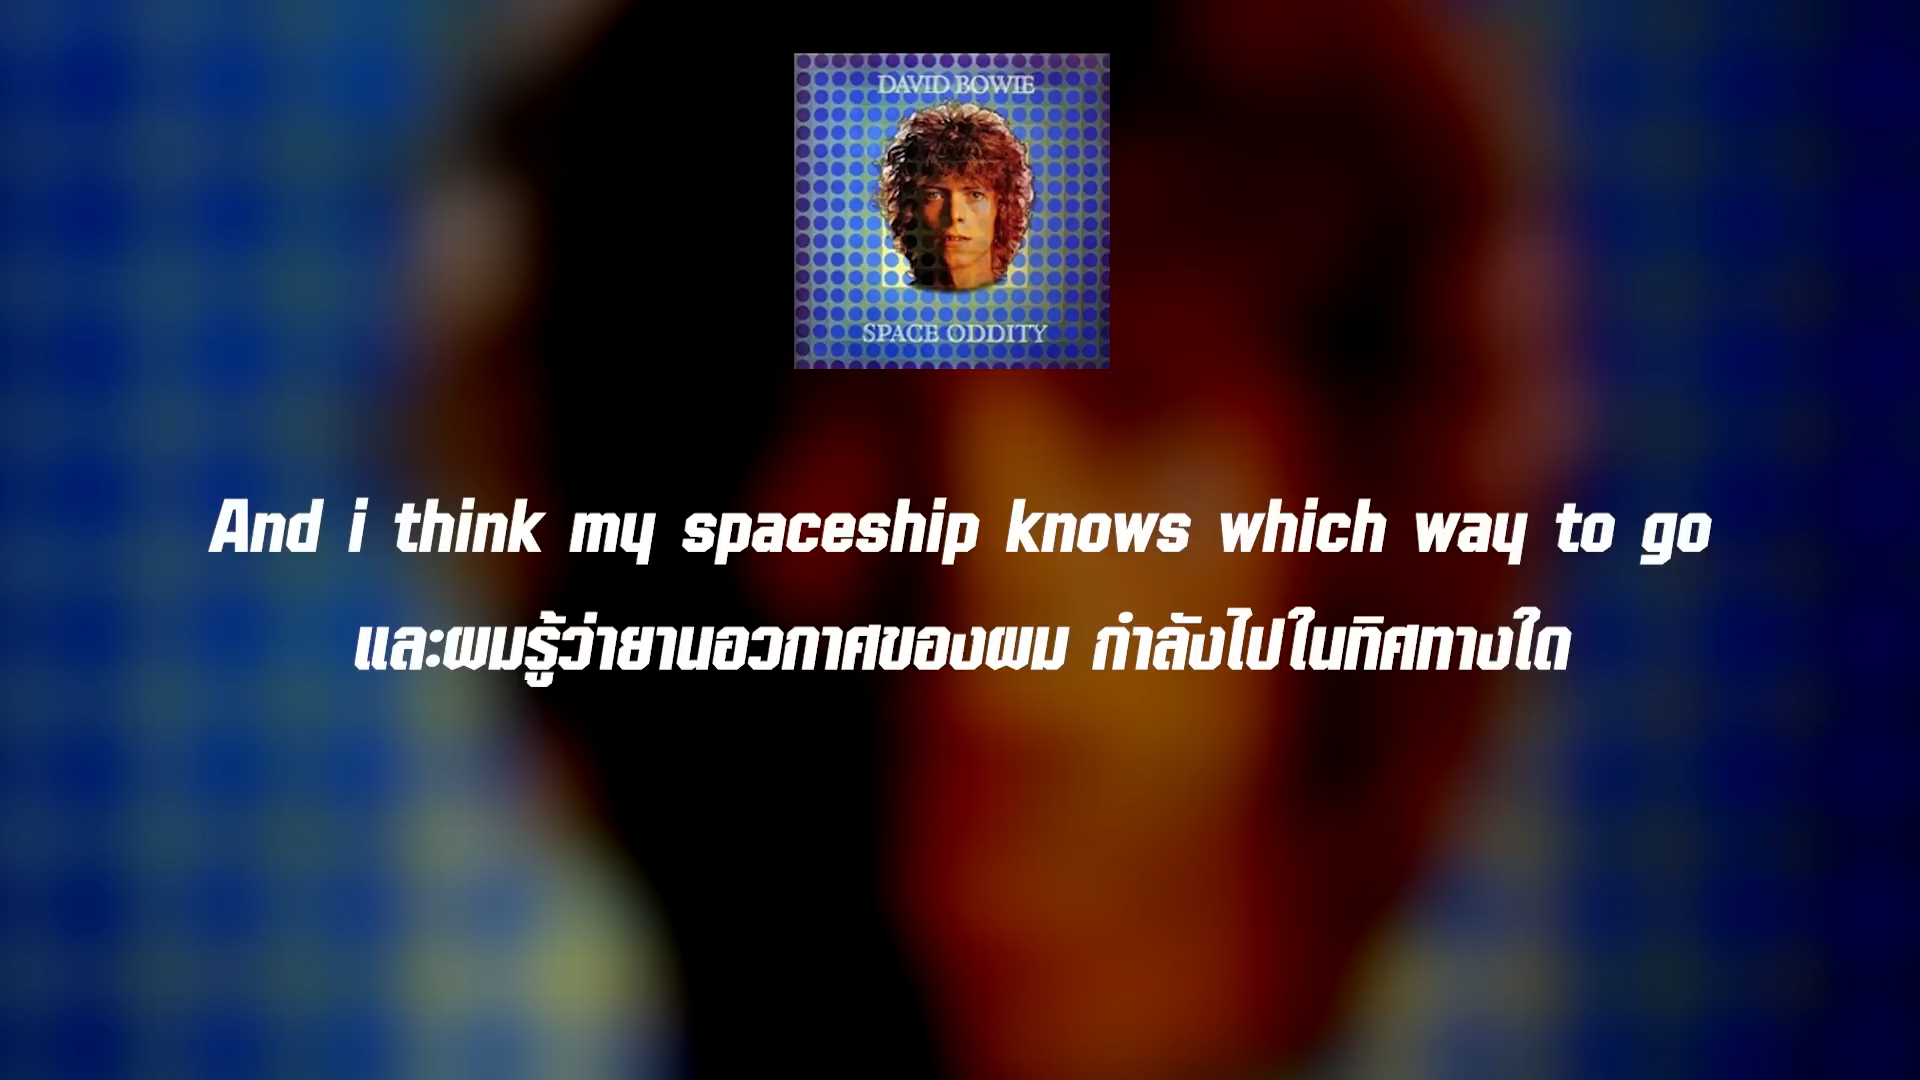 DAVID BOWIE
SPACE ODDITY
And i think my spaceship knows which way to go
และผมรู้ว่ายานอวกาศของผม กำลังไปในทิศทางใด